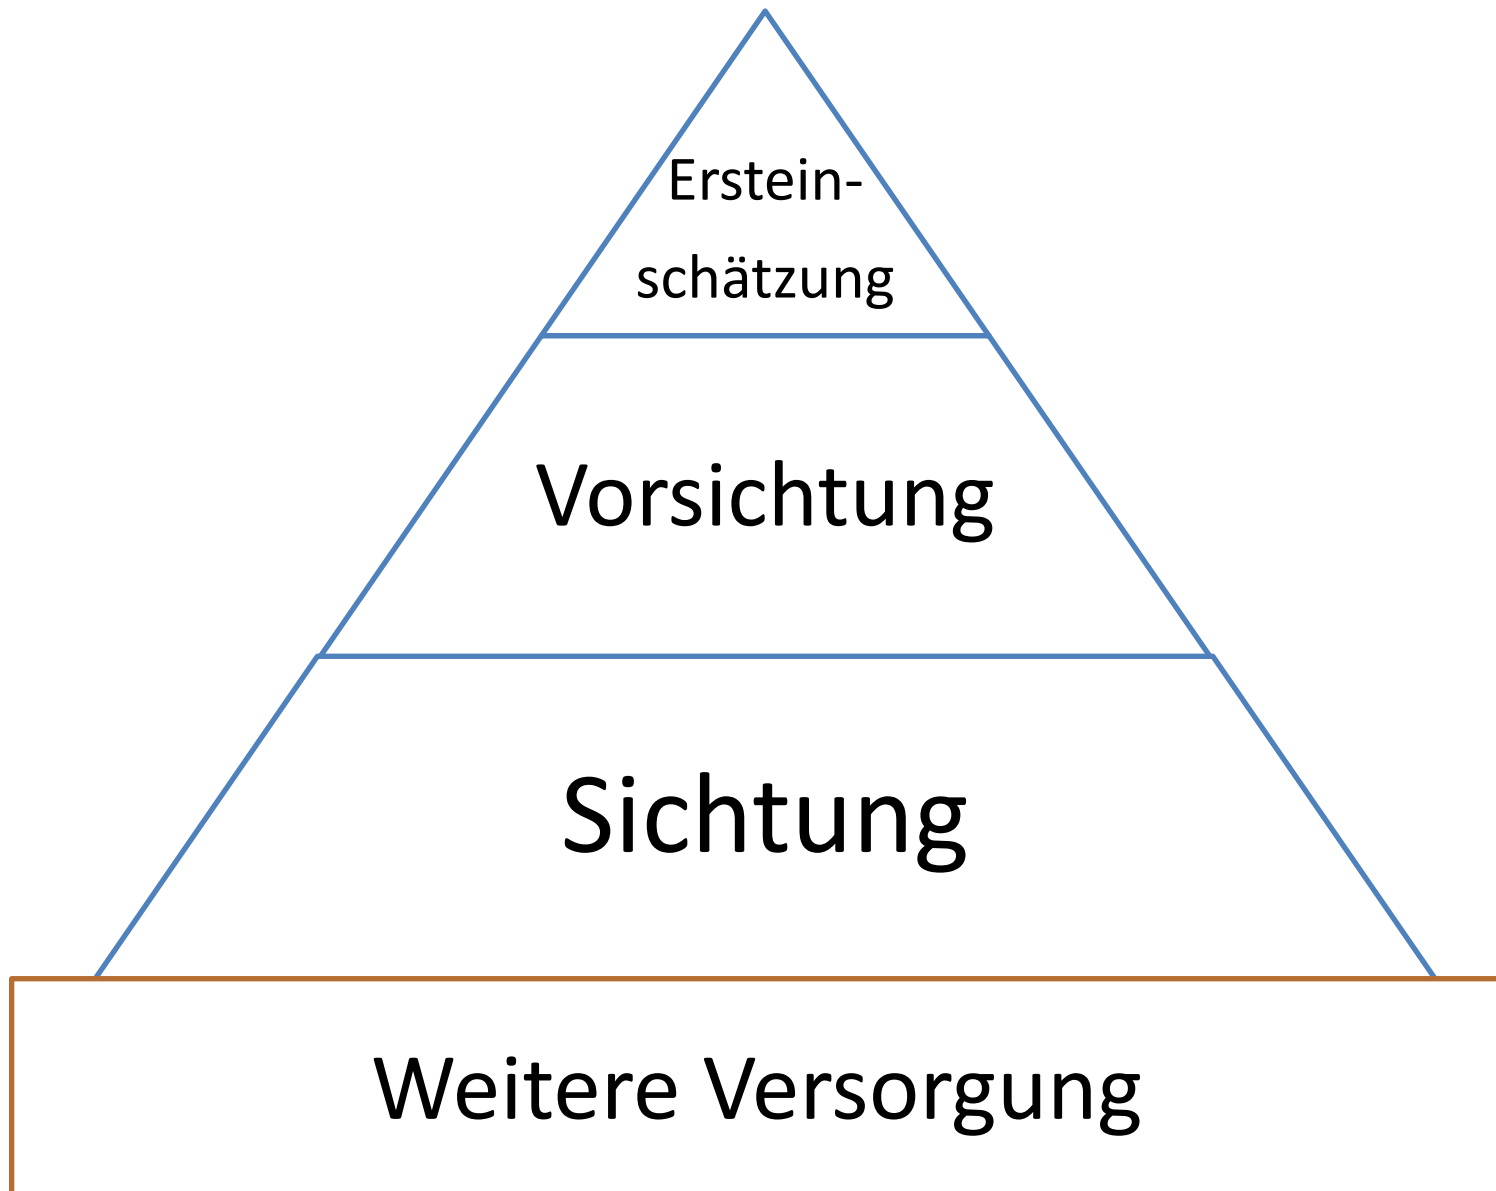 Erstein-
schätzung
Vorsichtung
Sichtung
Weitere Versorgung